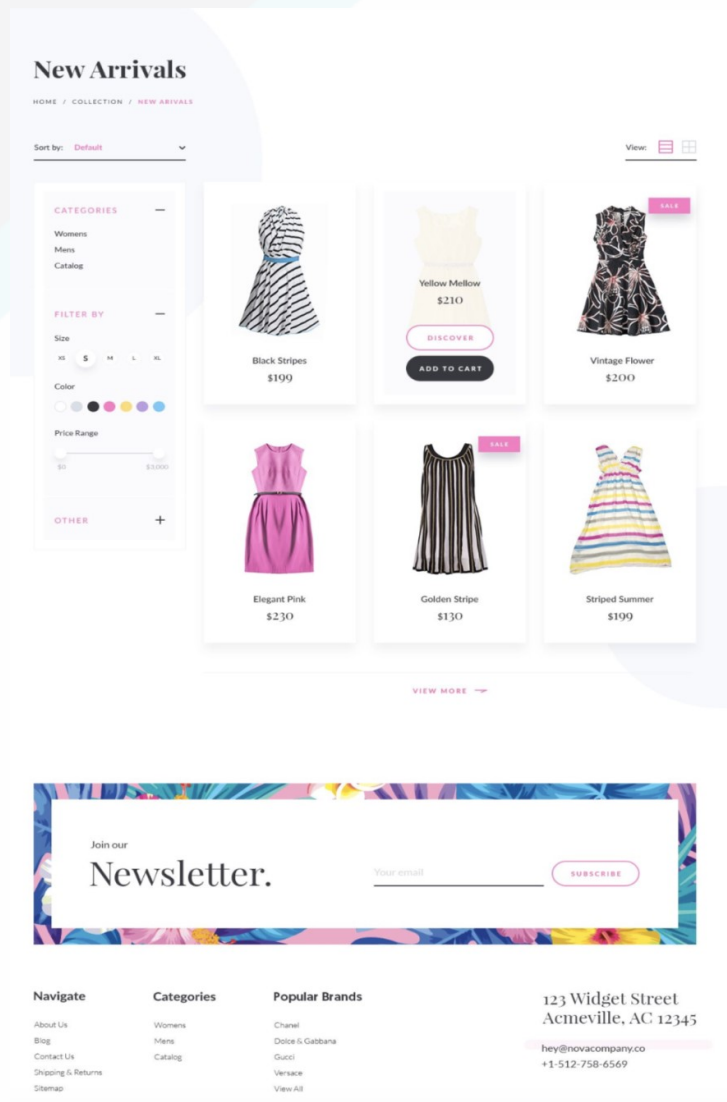 New Arrivals
HOME / COLLECTION / NEW ARIVALS
Sort by: Default
View:
CATEGORIES
Womens
Mens
Catalog
FILTER BY
Size
XS S M L XL
Color
Price Range
$0 $3,000
OTHER
Black Stripes
$199
Yellow Mellow
$210
DISCOVER
ADD TO CART
SALE
Vintage Flower
$200
Elegant Pink
$230
SALE
Golden Stripe
$130
Striped Summer
$199
VIEW MORE
Join our
Newsletter.
Your email
SUBSCRIBE
Navigate
About Us
Blog
Contact Us
Shipping & Returns
Sitemap
Categories
Womens
Mens
Catalog
Popular Brands
Chanel
Dolce & Gabbana
Gucci
Versace
View All
123 Widget Street
Acmeville, AC 12345
hey@novacompany.co
+1-512-758-6569